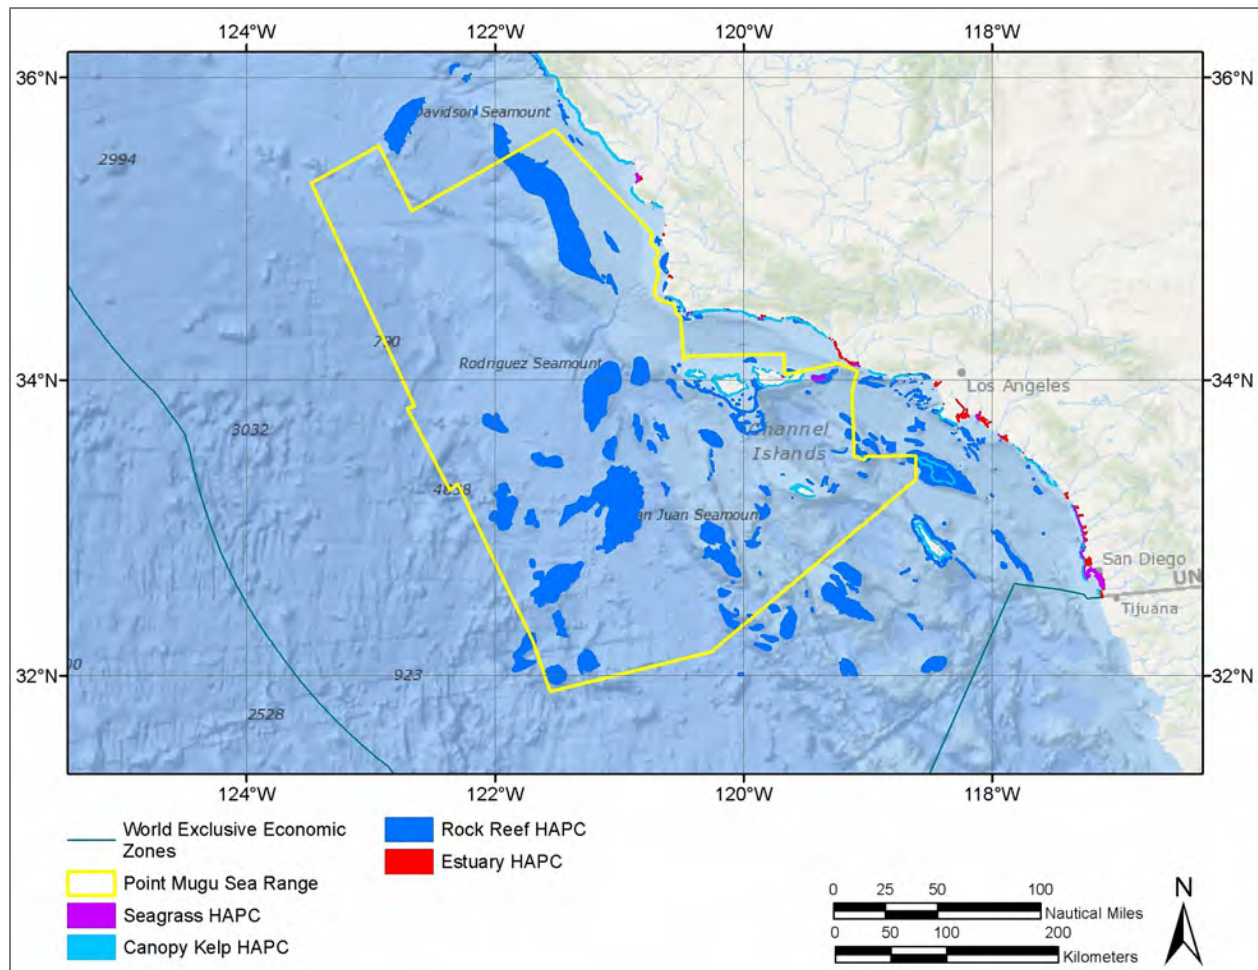 124°W 122°W 120°W 118°W
36°N 36°N
Davidson Seamount
2994
790
Rodriguez Seamount
34°N 34°N
Los Angeles
3032
Channel
Islands
an Juan Seamount
San Diego
UN
Tijuana
32°N 32°N
00
923
2528
124°W 122°W 120°W 118°W
World Exclusive Economic
Zones
Point Mugu Sea Range
Seagrass HAPC
Canopy Kelp HAPC
Rock Reef HAPC
Estuary HAPC
0 25 50 100
Nautical Miles
0 50 100 200
Kilometers
N